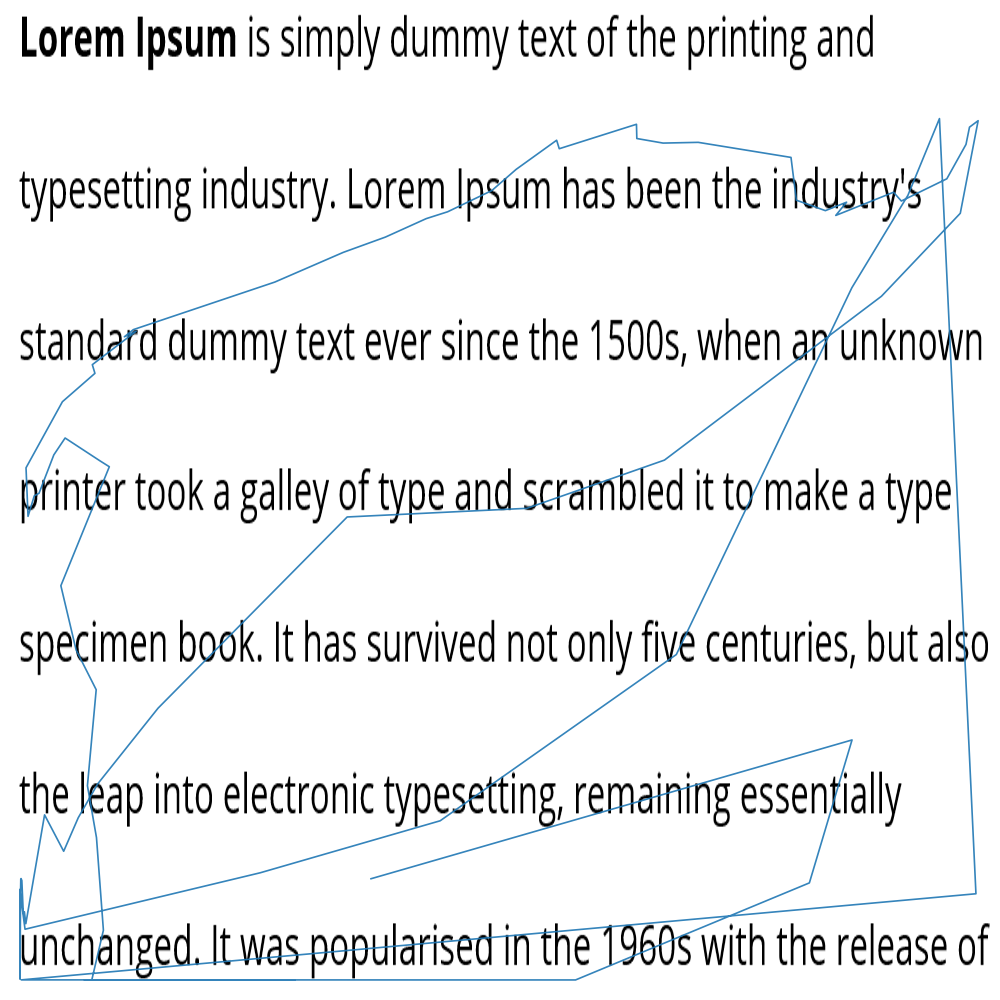 Lorem Ipsum is simply dummy text of the printing and
typesetting industry. Lorem Ipsum has been the industry's
standard dummy text ever since the 1500s, when an unknown
printer took a galley of type and scrambled it to make a type
specimen book. It has survived not only five centuries, but also
the leap into electronic typesetting, remaining essentially
unchanged. It was popularised in the 1960s with the release of